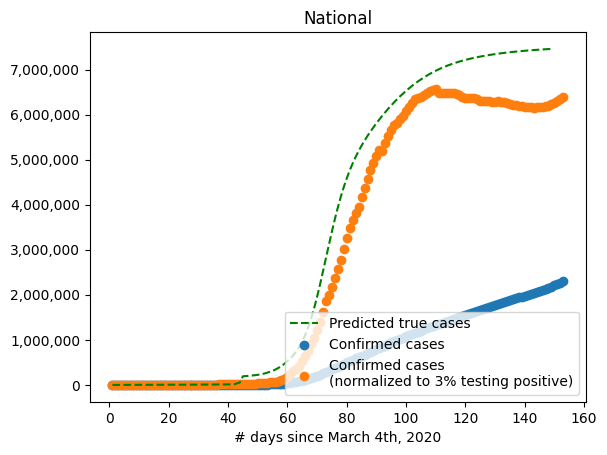 National
7,000,000
6,000,000
5,000,000
4,000,000
3,000,000
2,000,000
1,000,000
0
Predicted true cases
Confirmed cases
Confirmed cases
(normalized to 3% testing positive)
0 20 40 60 80 100 120 140 160
# days since March 4th, 2020